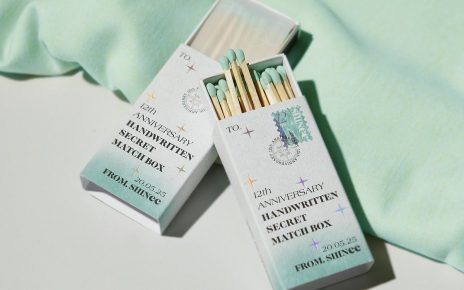 TO.
12th
ANNIVERSARY
HANDWRITTEN
SECRET
MATCH BOX
20.05.25
FROM. SHINee
TO.
SHINee
12th
ANNIVERSARY
HANDWRITTEN
SECRET
MATCH BOX
20.05.25
FROM. SHINee